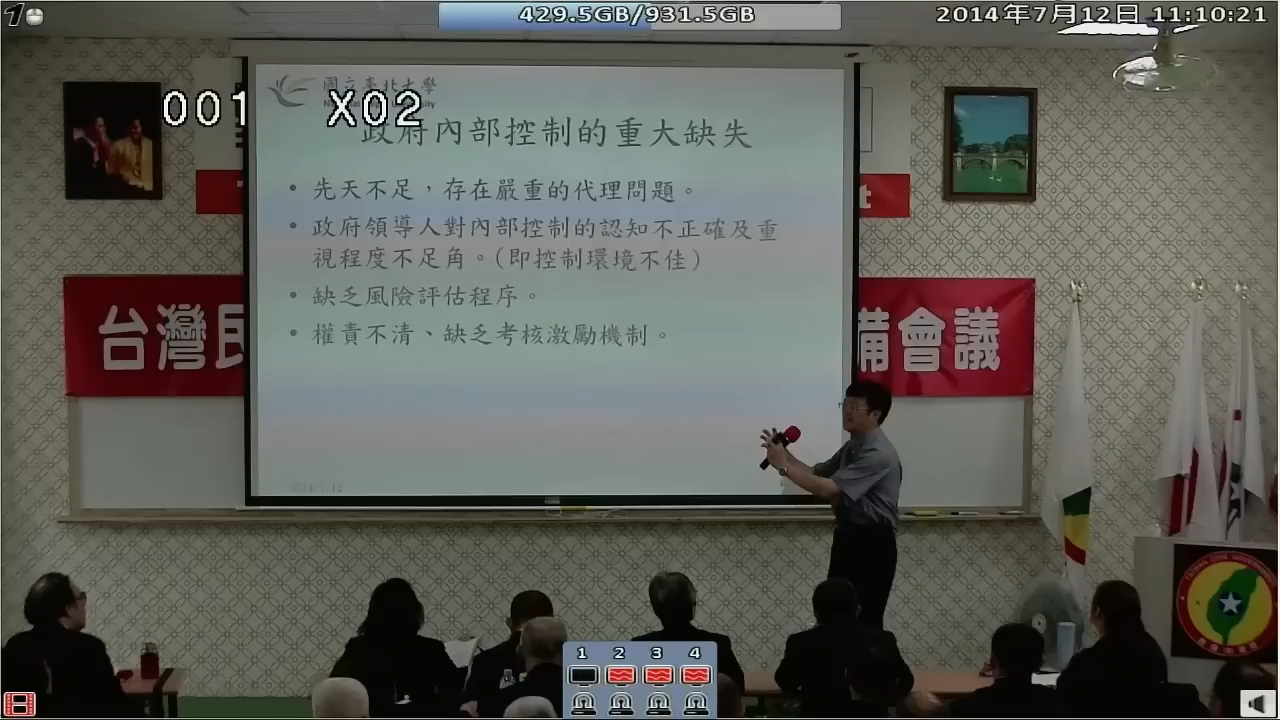 1
429.5GB/931.5GB
2014年7月12日 11:10:21
001
X02
國立臺北大學
政府內部控制的重大缺失
• 先天不足，存在嚴重的代理問題。
• 政府領導人對內部控制的認知不正確及重
視程度不足角。(即控制環境不佳)
• 缺乏風險評估程序。
• 權責不清、缺乏考核激勵機制。
t
台灣民
備會議
1 2 3 4